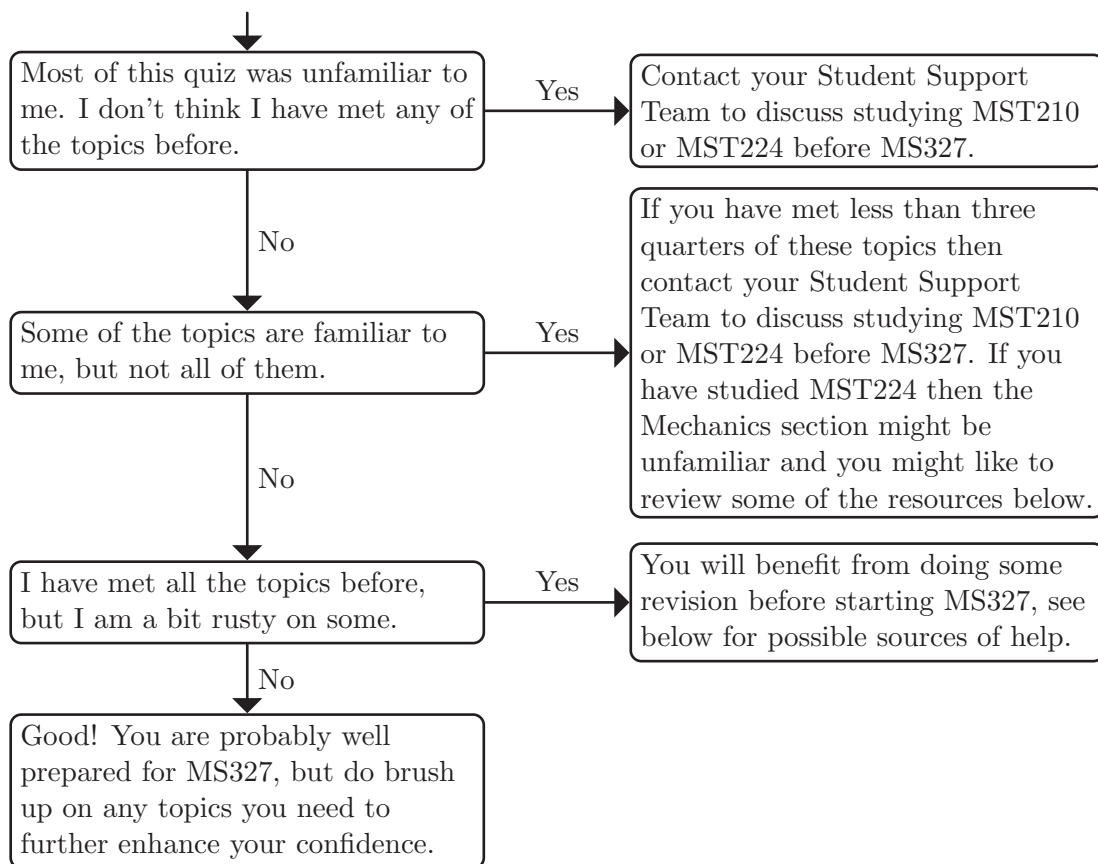 Most of this quiz was unfamiliar to
me. I don't think I have met any of
the topics before.
Yes
Contact your Student Support
Team to discuss studying MST210
or MST224 before MS327.
No
Some of the topics are familiar to
me, but not all of them.
Yes
If you have met less than three
quarters of these topics then
contact your Student Support
Team to discuss studying MST210
or MST224 before MS327. If you
have studied MST224 then the
Mechanics section might be
unfamiliar and you might like to
review some of the resources below.
No
I have met all the topics before,
but I am a bit rusty on some.
Yes
You will benefit from doing some
revision before starting MS327, see
below for possible sources of help.
No
Good! You are probably well
prepared for MS327, but do brush
up on any topics you need to
further enhance your confidence.